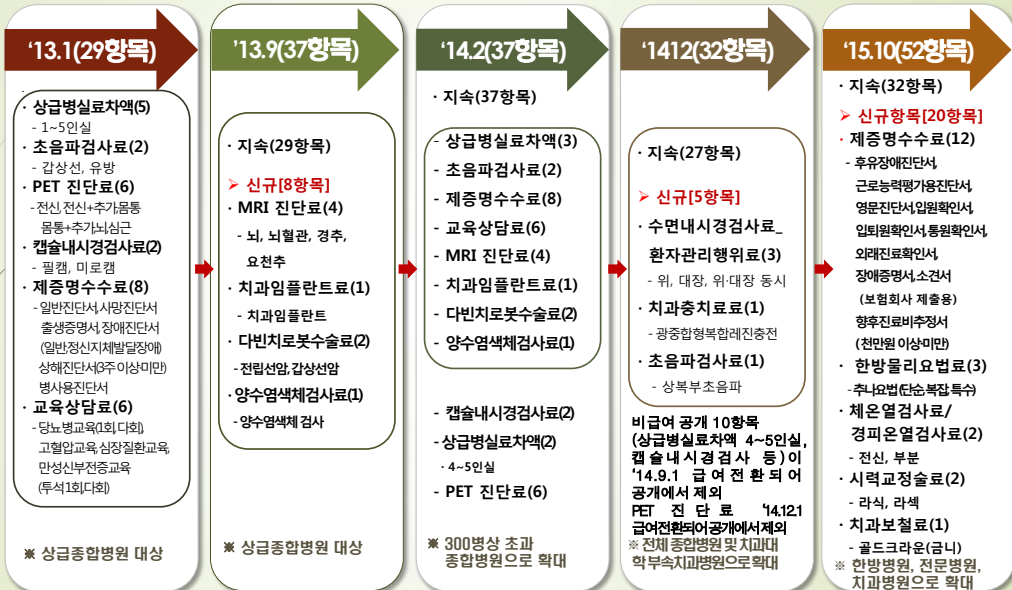 '13.1(29항목)
·
· 상급병실료차액(5)
- 1~5인실
· 초음파검사료(2)
- 갑상선, 유방
· PET 진단료(6)
- 전신, 전신+추가,몸통
몸통+추가,뇌,심근
· 캡슐내시경검사료(2)
- 필캠, 미로캠
· 제증명수수료(8)
- 일반진단서,사망진단서
출생증명서, 장애진단서
(일반,정신지체발달장애)
상해진단서(3주 이상미만)
병사용진단서
· 교육상담료(6)
- 당뇨병교육(1회, 다회),
고혈압교육, 심장질환교육,
만성신부전증교육
(투석 1회,다회)
※ 상급종합병원 대상
'13.9(37항목)
· 지속(29항목)
➢ 신규[8항목]
· MRI 진단료(4)
- 뇌, 뇌혈관, 경추,
요천추
· 치과임플란트료(1)
- 치과임플란트
· 다빈치로봇수술료(2)
- 전립선암, 갑상선암
· 양수염색체검사료(1)
- 양수염색체 검사
※ 상급종합병원 대상
'14.2(37항목)
· 지속(37항목)
- 상급병실료차액(3)
- 초음파검사료(2)
- 제증명수수료(8)
- 교육상담료(6)
- MRI 진단료(4)
- 치과임플란트료(1)
- 다빈치로봇수술료(2)
- 양수염색체검사료(1)
- 캡슐내시경검사료(2)
- 상급병실료차액(2)
· 4~5인실
- PET 진단료(6)
※ 300병상 초과
종합병원으로 확대
'1412(32항목)
· 지속(27항목)
➢ 신규[5항목]
· 수면내시경검사료_
환자관리행위료(3)
- 위, 대장, 위·대장 동시
· 치과충치료료(1)
- 광중합형복합레진충전
· 초음파검사료(1)
- 상복부초음파
비급여 공개 10항목
(상급병실료차액 4~5인실,
캡슐내시경검사 등)이
'14.9.1 급여전환되어
공개에서 제외
PET 진단료 '14.12.1
급여전환되어 공개에서 제외
※ 전체 종합병원 및 치과대
학 부속치과병원으로 확대
'15.10(52항목)
· 지속(32항목)
➢ 신규항목[20항목]
· 제증명수수료(12)
- 후유장애진단서,
근로능력평가용진단서,
영문진단서,입원확인서,
입퇴원확인서,통원확인서,
외래진료확인서,
장애증명서,소견서
(보험회사 제출용)
향후진료비추정서
(천만원 이상미만)
· 한방물리요법료(3)
- 추나요법(단순, 복잡, 특수)
· 체온열검사료/
경피온열검사료(2)
- 전신, 부분
· 시력교정술료(2)
- 라식, 라섹
· 치과보철료(1)
- 골드크라운(금니)
※ 한방병원, 전문병원,
치과병원으로 확대